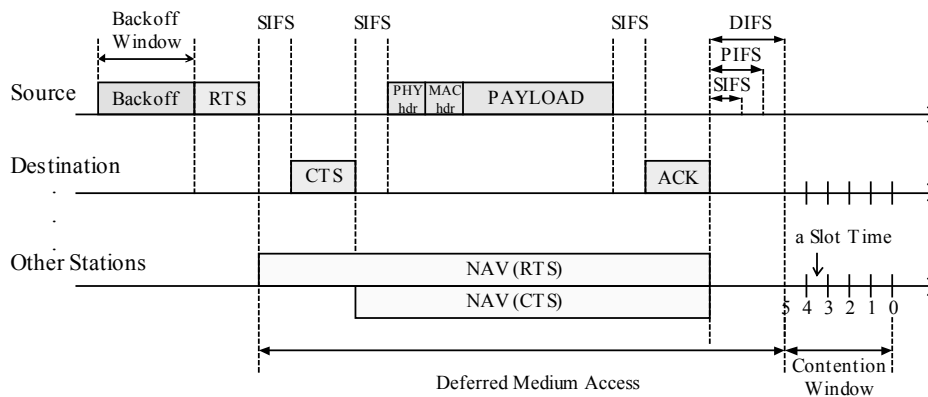 Backoff
Window
SIFS
SIFS
SIFS
DIFS
PIFS
SIFS
Source
Backoff
RTS
PHY
hdr
MAC
hdr
PAYLOAD
Destination
CTS
ACK
a Slot Time
Other Stations
NAV (RTS)
NAV (CTS)
5 4 3 2 1 0
Deferred Medium Access
Contention
Window